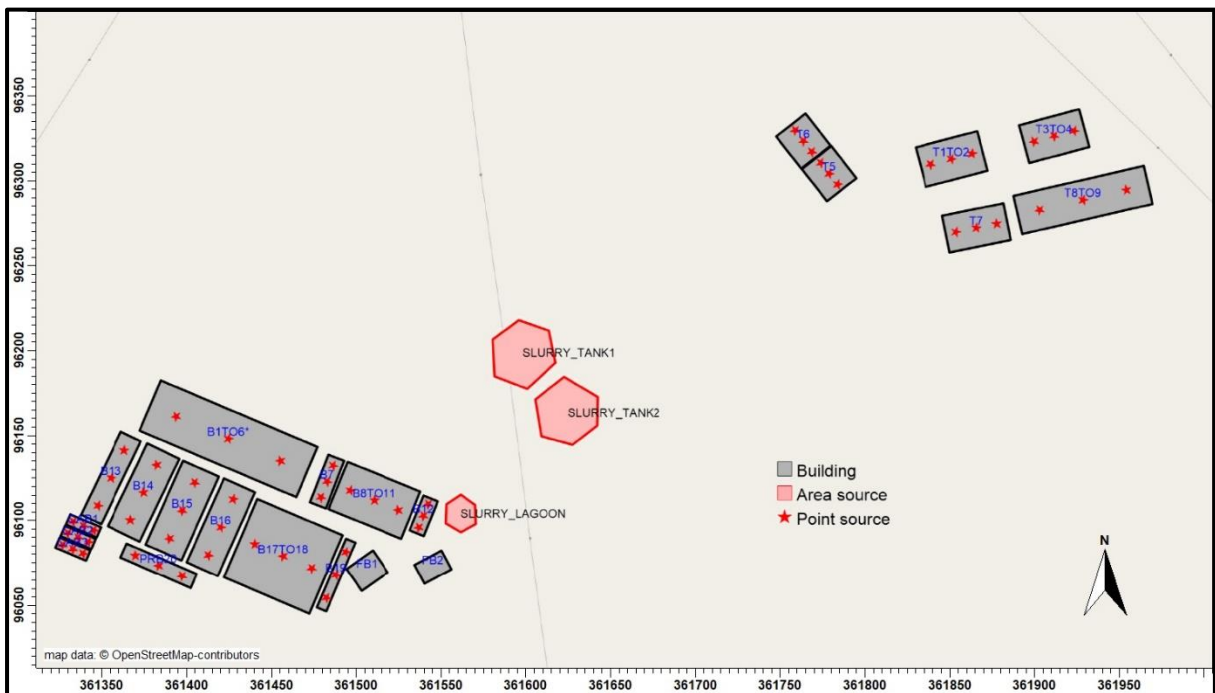 96350
96300
96250
96200
96150
96100
96050
T6
T5
T1TO2
T3TO4
T7
T8TO9
SLURRY_TANK1
SLURRY_TANK2
SLURRY_LAGOON
B1TO6*
B13
B14
B15
B16
B17TO18
B7
B8TO11
B12
B19
FB1
FB2
Building
Area source
Point source
N
map data: © OpenStreetMap-contributors
361350
361400
361450
361500
361550
361600
361650
361700
361750
361800
361850
361900
361950